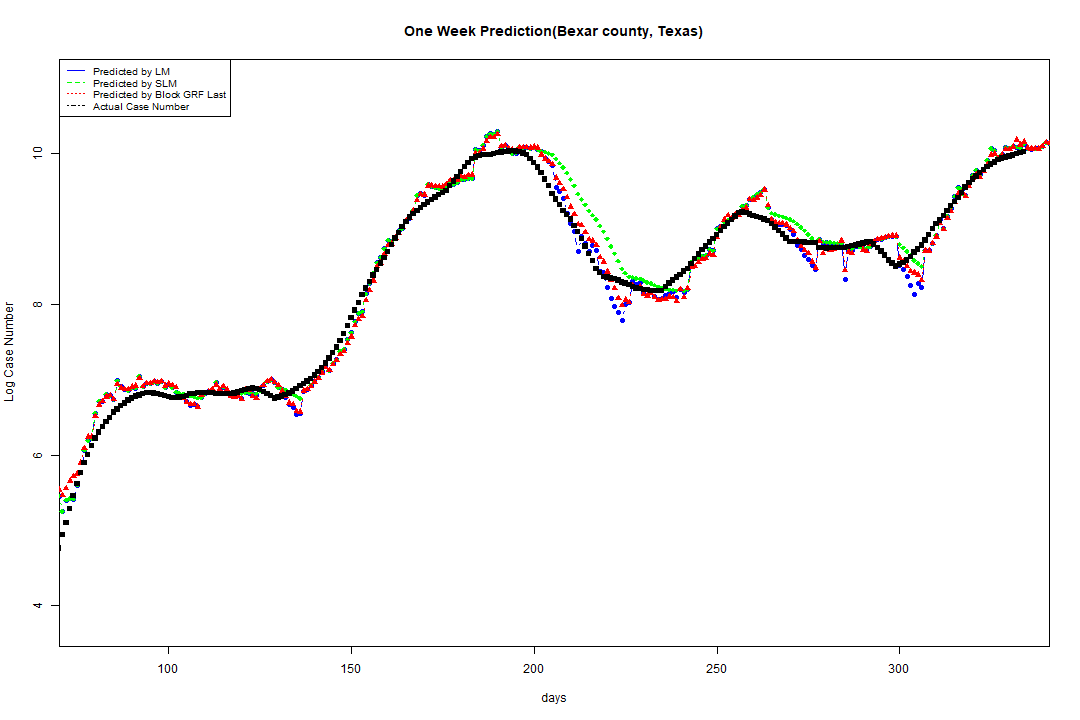 One Week Prediction(Bexar county, Texas)
Predicted by LM
Predicted by SLM
Predicted by Block GRF Last
Actual Case Number
10
8
6
4
Log Case Number
100 150 200 250 300
days